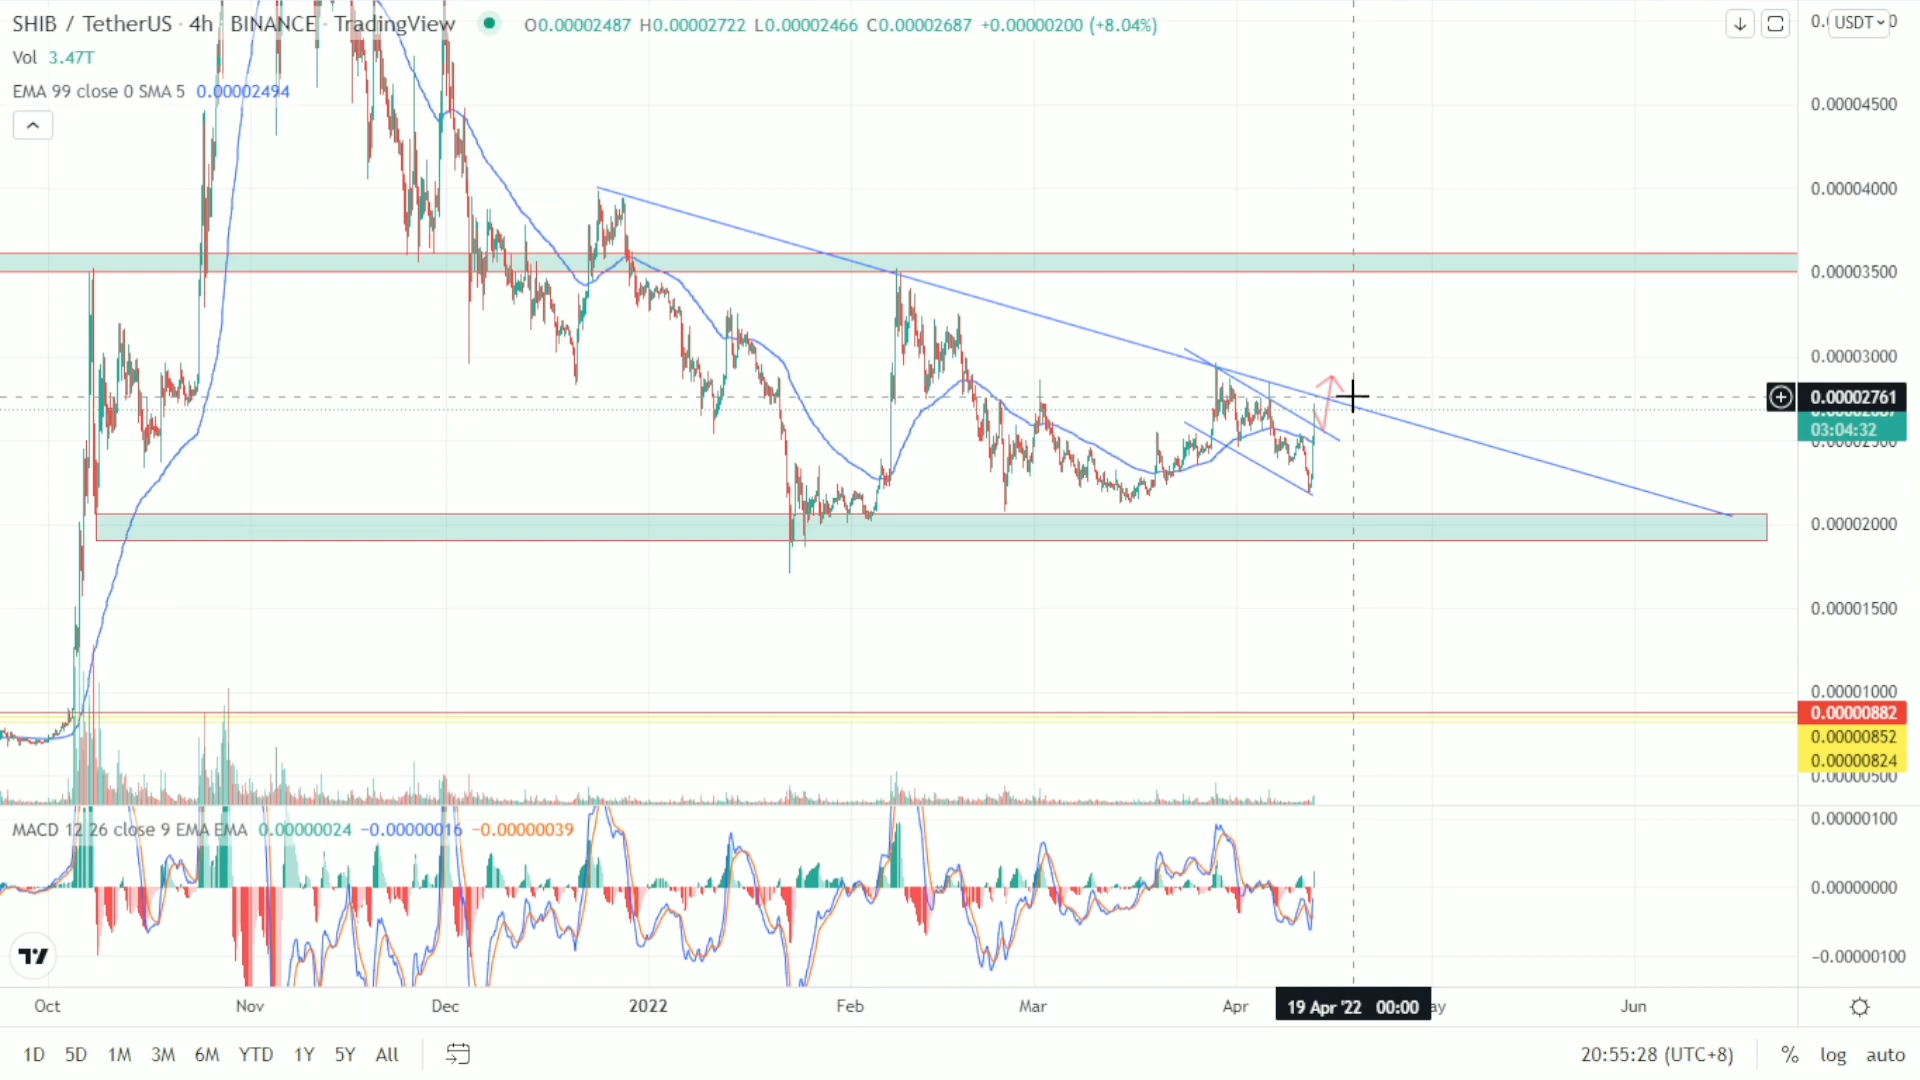 SHIB / TetherUS · 4h · BINANCE · TradingView O0.00002487 H0.00002722 L0.00002466 C0.00002687 +0.00000200 (+8.04%)
USDT
Vol 3.47T
EMA 99 close 0 SMA 5 0.00002494
0.00004500
0.00004000
0.00003500
0.00003000
0.00002761
03:04:32
0.00002000
0.00001500
0.00001000
0.00000882
0.00000852
0.00000824
0.00000500
MACD 12 26 close 9 EMA EMA 0.00000024 −0.00000016 −0.00000039
0.00000100
0.00000000
−0.00000100
Oct Nov Dec 2022 Feb Mar Apr 19 Apr '22 00:00 ay Jun
1D 5D 1M 3M 6M YTD 1Y 5Y All 20:55:28 (UTC+8) % log auto